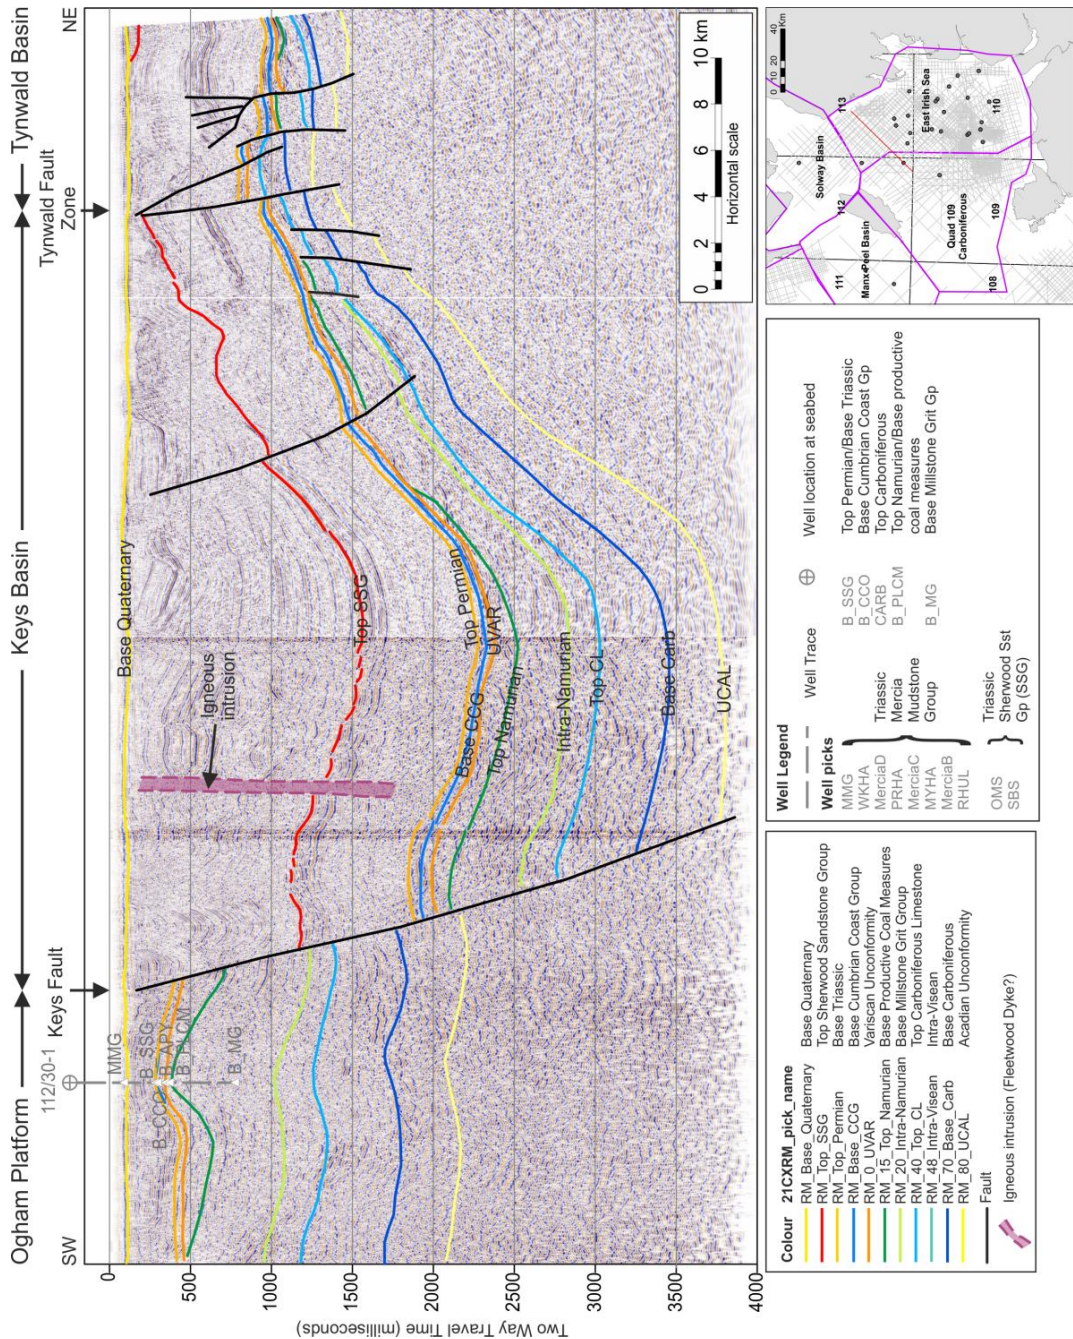 Ogham Platform
Keys Basin
Tynwald Basin
Keys Fault
Tynwald Fault
Zone
SW
NE
112/30-1
MMG
B_SSG
B_CCO
B_PLCM
B_MG
Base Quaternary
Igneous
intrusion
Top SSG
Top Permian
UVAR
Base CCG
Top Namurian
Intra-Namurian
Top CL
Base Carb
UCAL
0
500
1000
1500
2000
2500
3000
3500
4000
Two Way Travel Time (milliseconds)
0 2 4 6 8 10 km
Horizontal scale
Colour 21CXRM_pick_name
RM_Base_Quaternary Base Quaternary
RM_Top_SSG Top Sherwood Sandstone Group
RM_Top_Permian Base Triassic
RM_Base_CCG Base Cumbrian Coast Group
RM_0_UVAR Variscan Unconformity
RM_15_Top_Namurian Base Productive Coal Measures
RM_20_Intra-Namurian Base Millstone Grit Group
RM_40_Top_CL Top Carboniferous Limestone
RM_48_Intra-Visean Intra-Visean
RM_70_Base_Carb Base Carboniferous
RM_80_UCAL Acadian Unconformity
Fault
Igneous intrusion (Fleetwood Dyke?)
Well Legend
Well Trace
Well location at seabed
Well picks
MMG
WKHA
MerciaD
PRHA
MerciaC
MYHA
MerciaB
RHUL
Triassic
Mercia
Mudstone
Group
OMS
SBS
Triassic
Sherwood Sst
Gp (SSG)
B_SSG Top Permian/Base Triassic
B_CCO Base Cumbrian Coast Gp
CARB Top Carboniferous
B_PLCM Top Namurian/Base productive
coal measures
B_MG Base Millstone Grit Gp
0 10 20 40
Km
111
112
113
Solway Basin
Manx-Peel Basin
East Irish Sea
Quad 109
Carboniferous
108
109
110